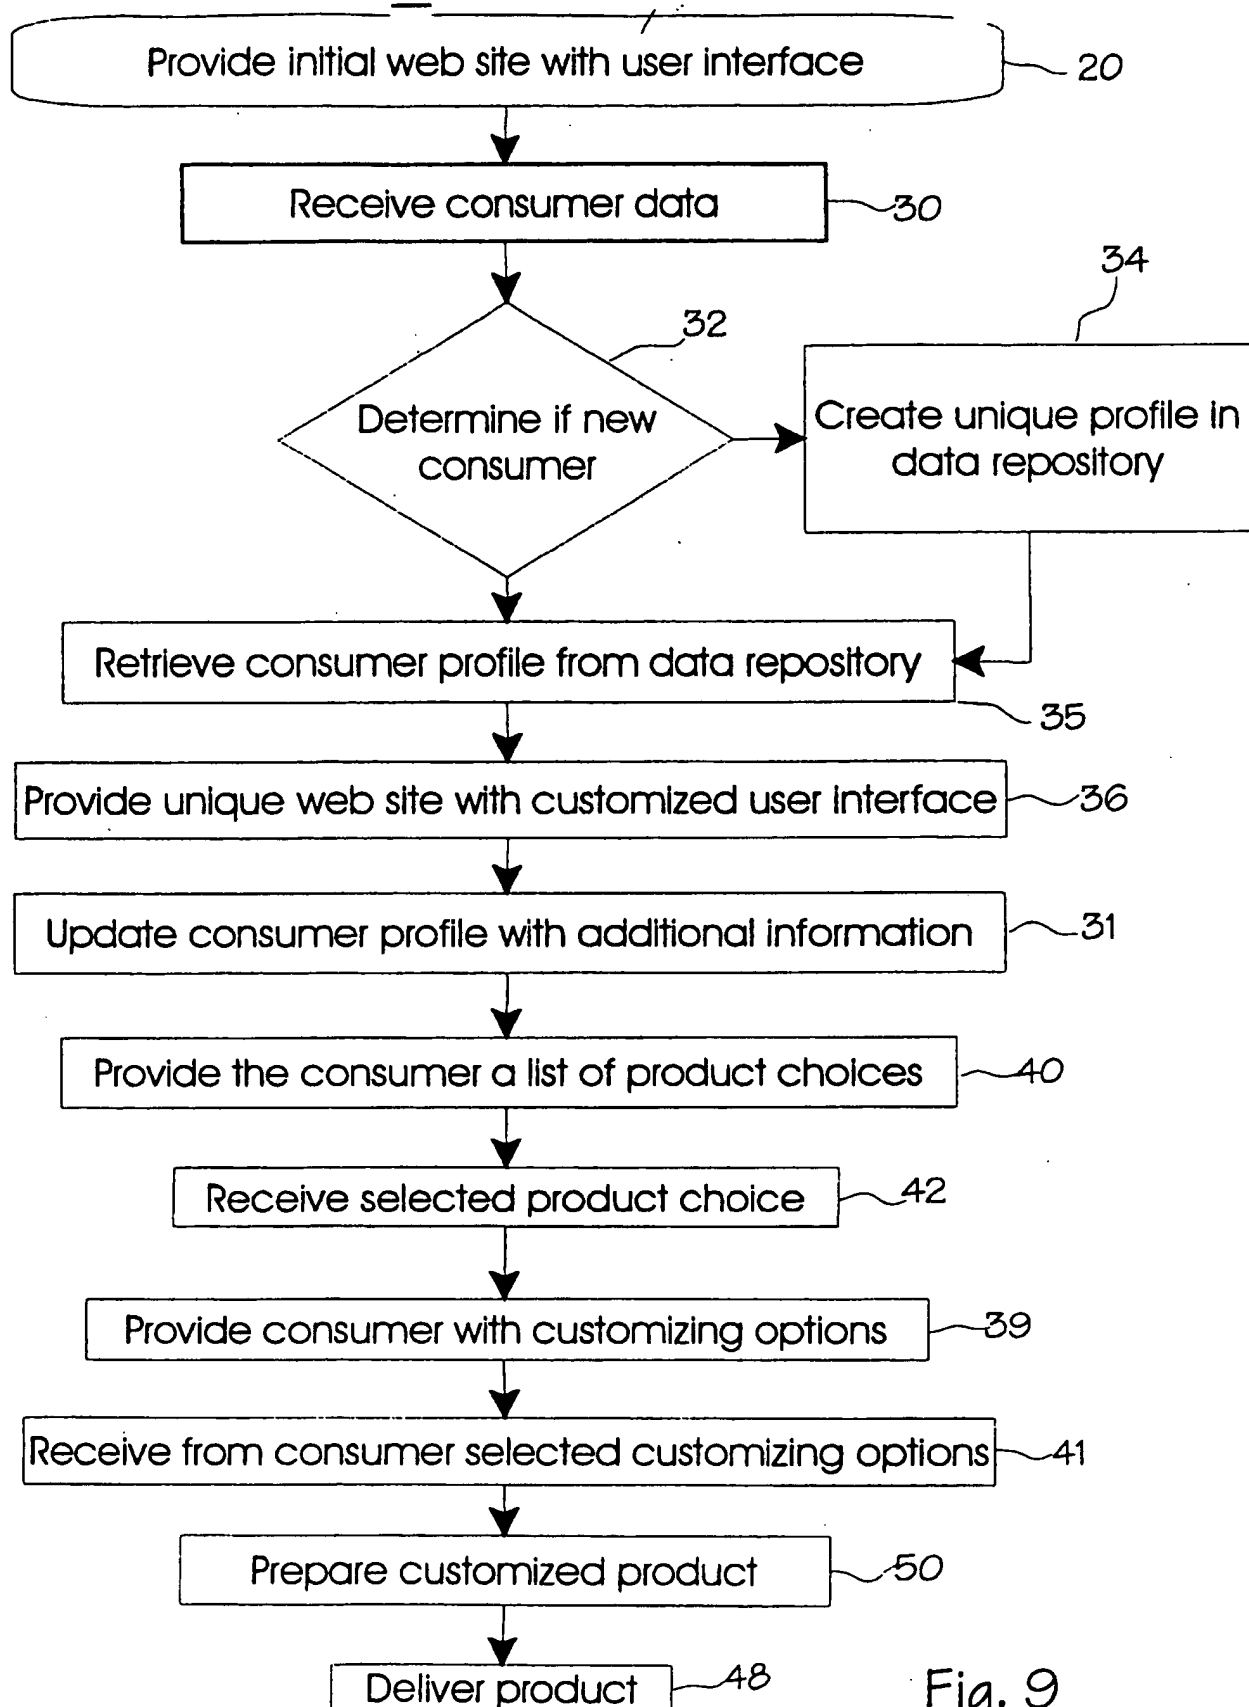 Provide initial web site with user interface
20
Receive consumer data
30
34
32
Determine if new
consumer
Create unique profile in
data repository
Retrieve consumer profile from data repository
35
Provide unique web site with customized user interface
36
Update consumer profile with additional information
31
Provide the consumer a list of product choices
40
Receive selected product choice
42
Provide consumer with customizing options
39
Receive from consumer selected customizing options
41
Prepare customized product
50
Deliver product
48
Fig. 9